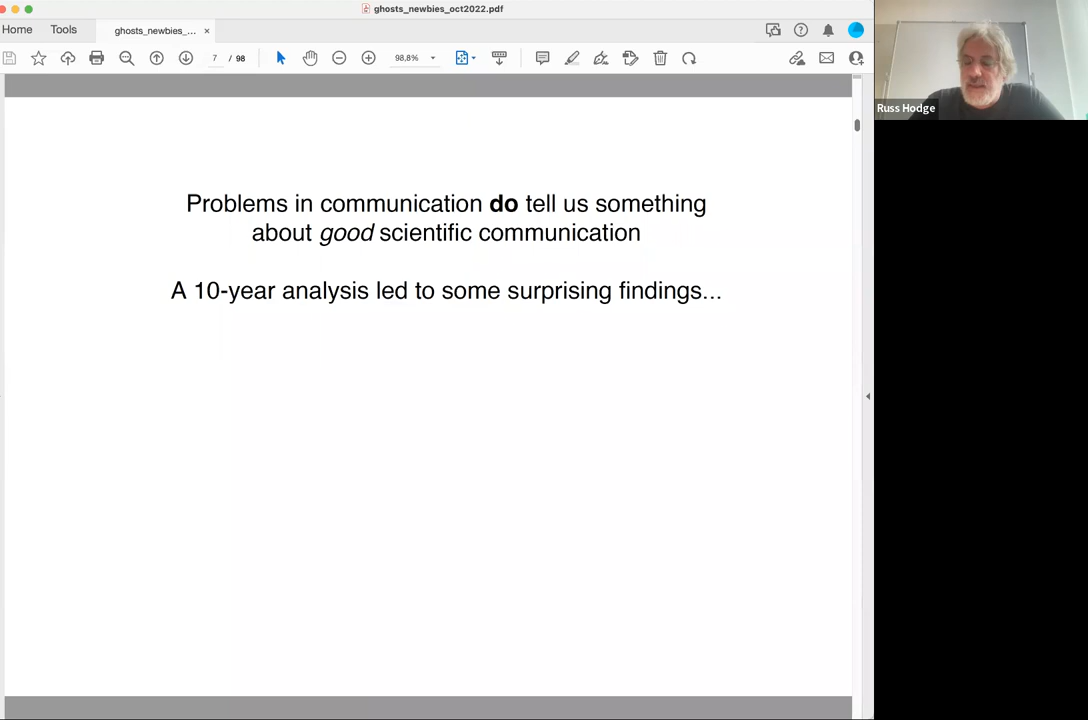 ghosts_newbies_oct2022.pdf
Home Tools ghosts_newbies_... ×
7 / 98 98,8%
Russ Hodge
Problems in communication do tell us something
about good scientific communication
A 10-year analysis led to some surprising findings...